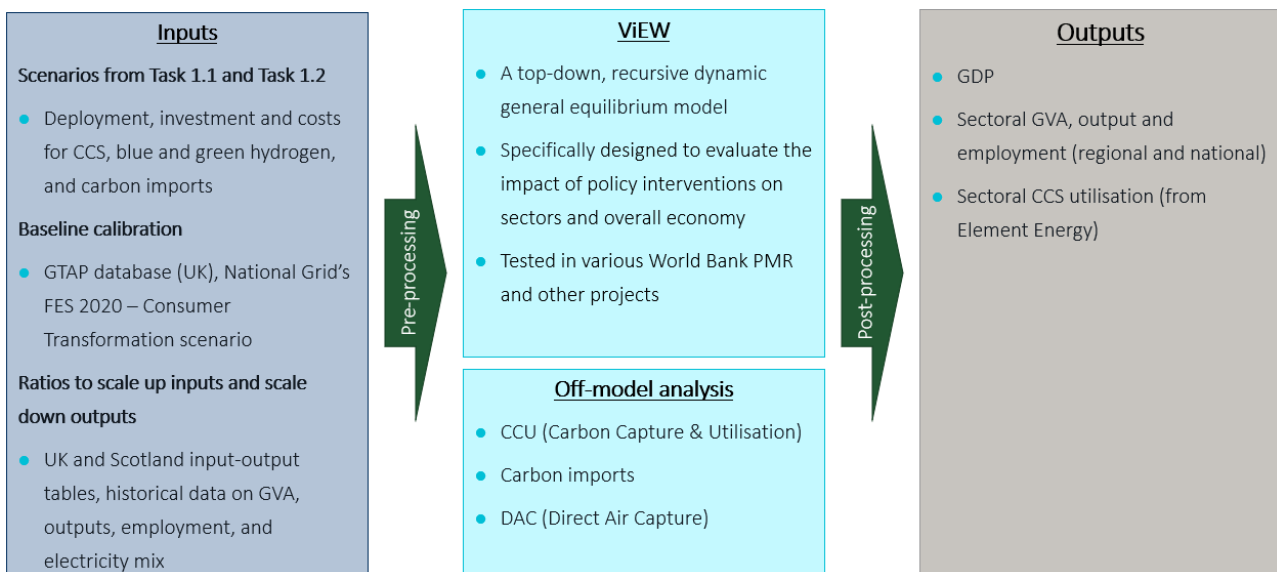 Inputs
Scenarios from Task 1.1 and Task 1.2
Deployment, investment and costs
for CCS, blue and green hydrogen,
and carbon imports
Baseline calibration
GTAP database (UK), National Grid's
FES 2020 – Consumer
Transformation scenario
Ratios to scale up inputs and scale
down outputs
UK and Scotland input-output
tables, historical data on GVA,
outputs, employment, and
electricity mix
Pre-processing
ViEW
A top-down, recursive dynamic
general equilibrium model
Specifically designed to evaluate the
impact of policy interventions on
sectors and overall economy
Tested in various World Bank PMR
and other projects
Off-model analysis
CCU (Carbon Capture & Utilisation)
Carbon imports
DAC (Direct Air Capture)
Post-processing
Outputs
GDP
Sectoral GVA, output and
employment (regional and national)
Sectoral CCS utilisation (from
Element Energy)